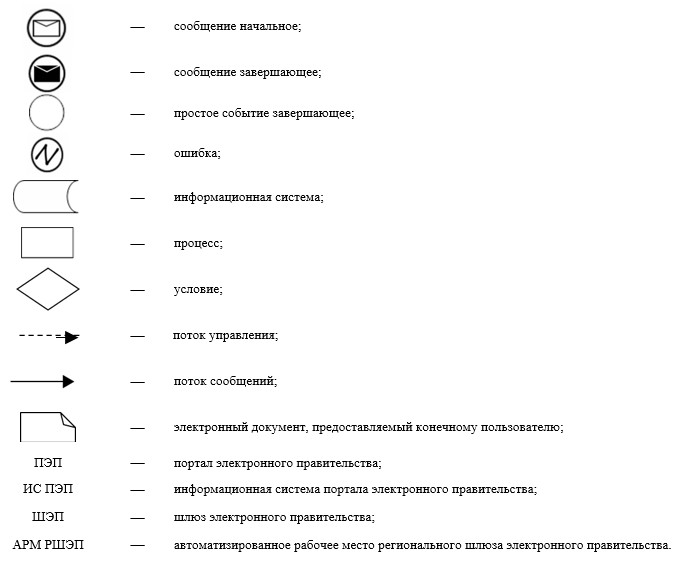 — сообщение начальное;
— сообщение завершающее;
— простое событие завершающее;
— ошибка;
— информационная система;
— процесс;
— условие;
— поток управления;
— поток сообщений;
— электронный документ, предоставляемый конечному пользователю;
ПЭП — портал электронного правительства;
ИС ПЭП — информационная система портала электронного правительства;
ШЭП — шлюз электронного правительства;
АРМ РШЭП — автоматизированное рабочее место регионального шлюза электронного правительства.